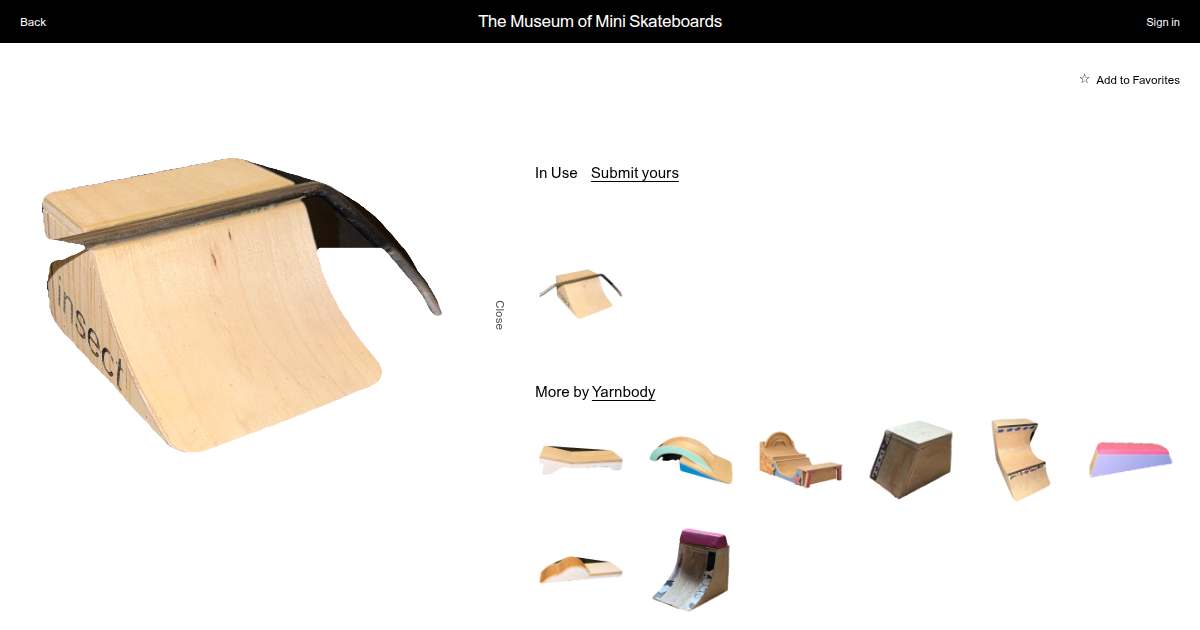 Back
The Museum of Mini Skateboards
Sign in
☆ Add to Favorites
In Use Submit yours
insect
Close
More by Yarnbody